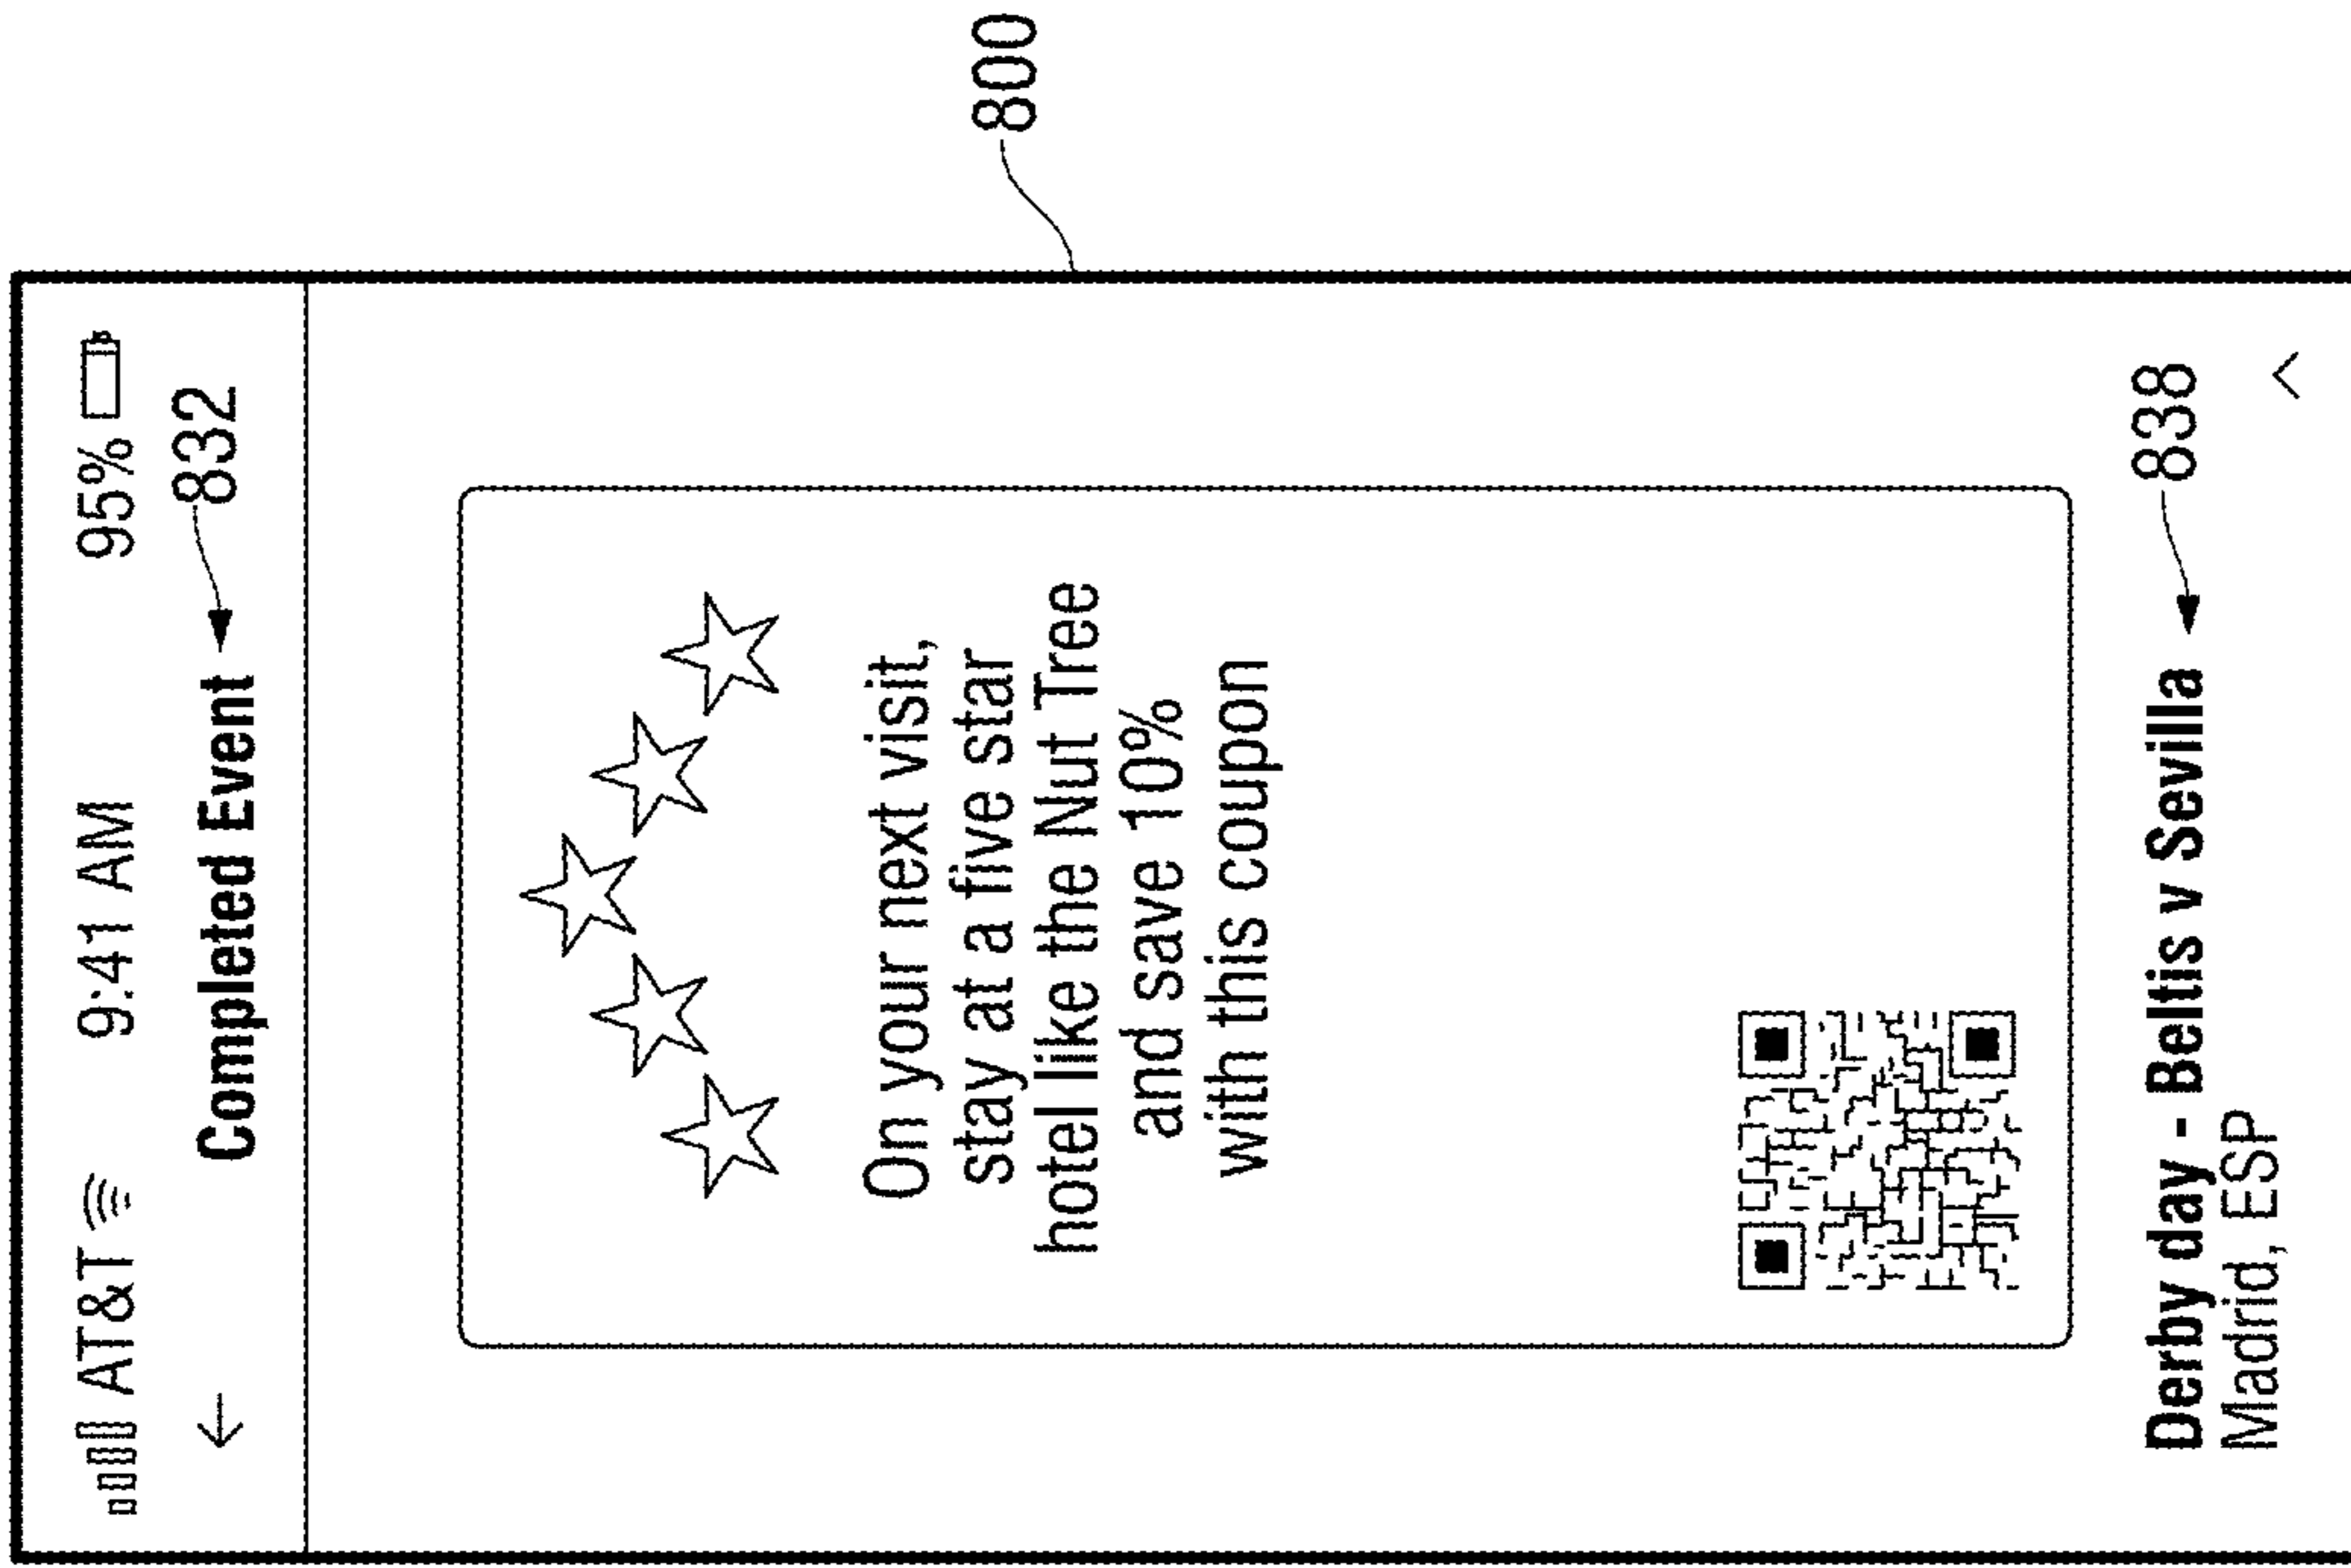 AT&T 9:41 AM 95%
Completed Event 832
800
On your next visit,
stay at a five star
hotel like the Nut Tree
and save 10%
with this coupon
Derby day - Beltis v Sevilla 838
Madrid, ESP